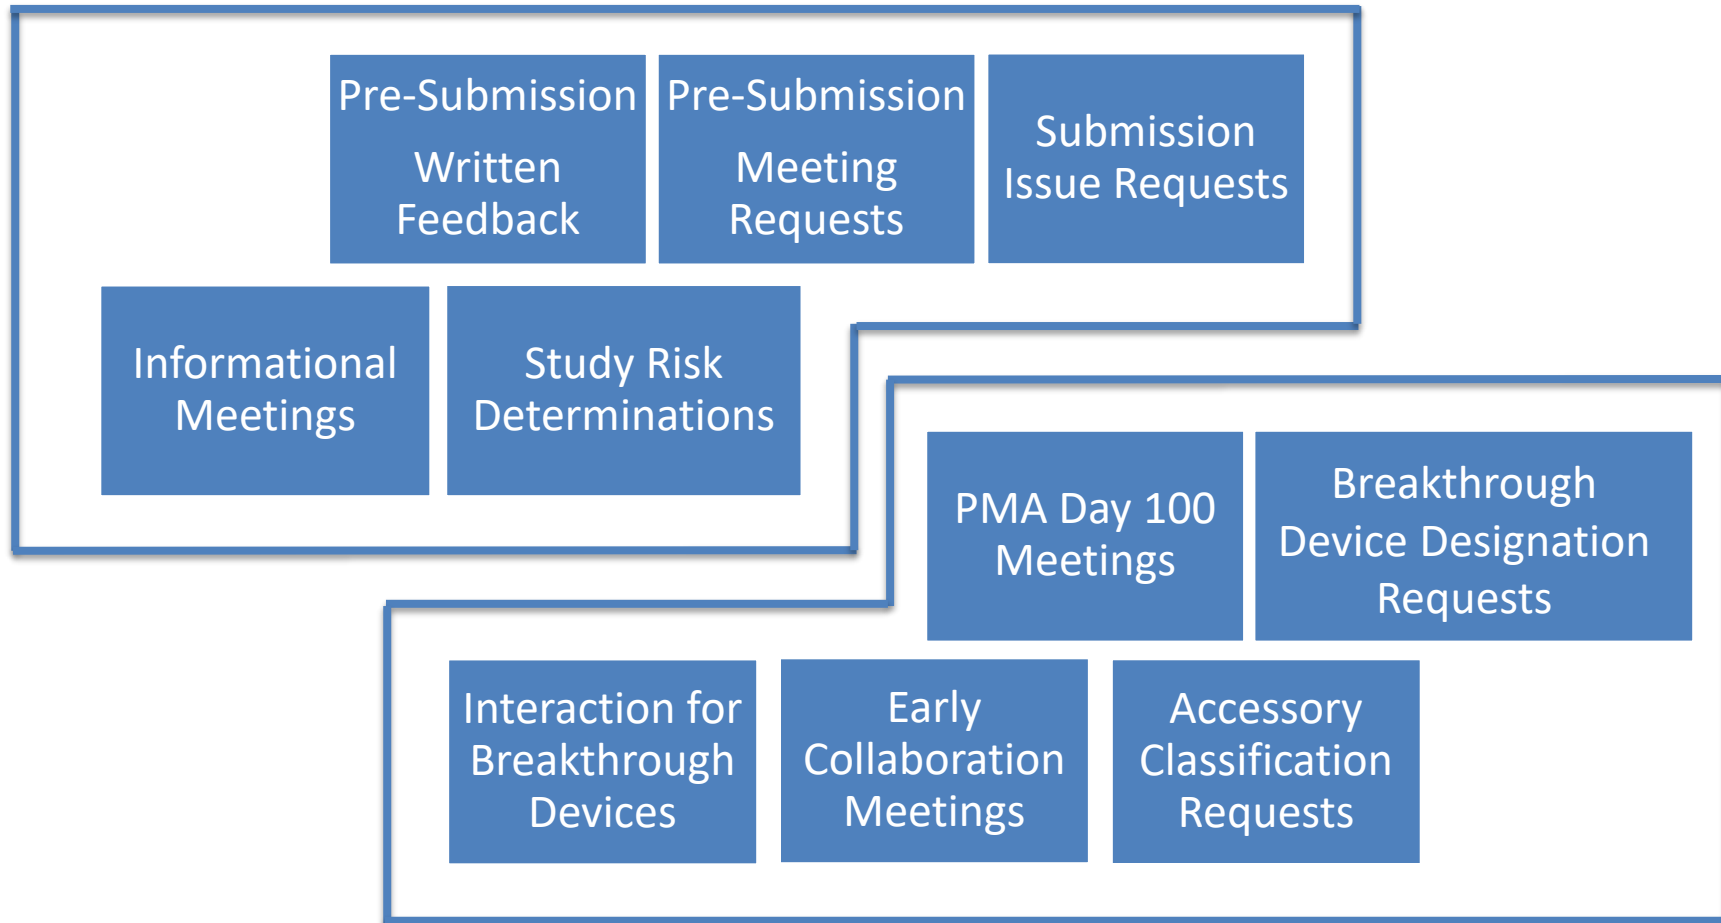 Pre-Submission
Written
Feedback
Pre-Submission
Meeting
Requests
Submission
Issue Requests
Informational
Meetings
Study Risk
Determinations
PMA Day 100
Meetings
Breakthrough
Device Designation
Requests
Interaction for
Breakthrough
Devices
Early
Collaboration
Meetings
Accessory
Classification
Requests